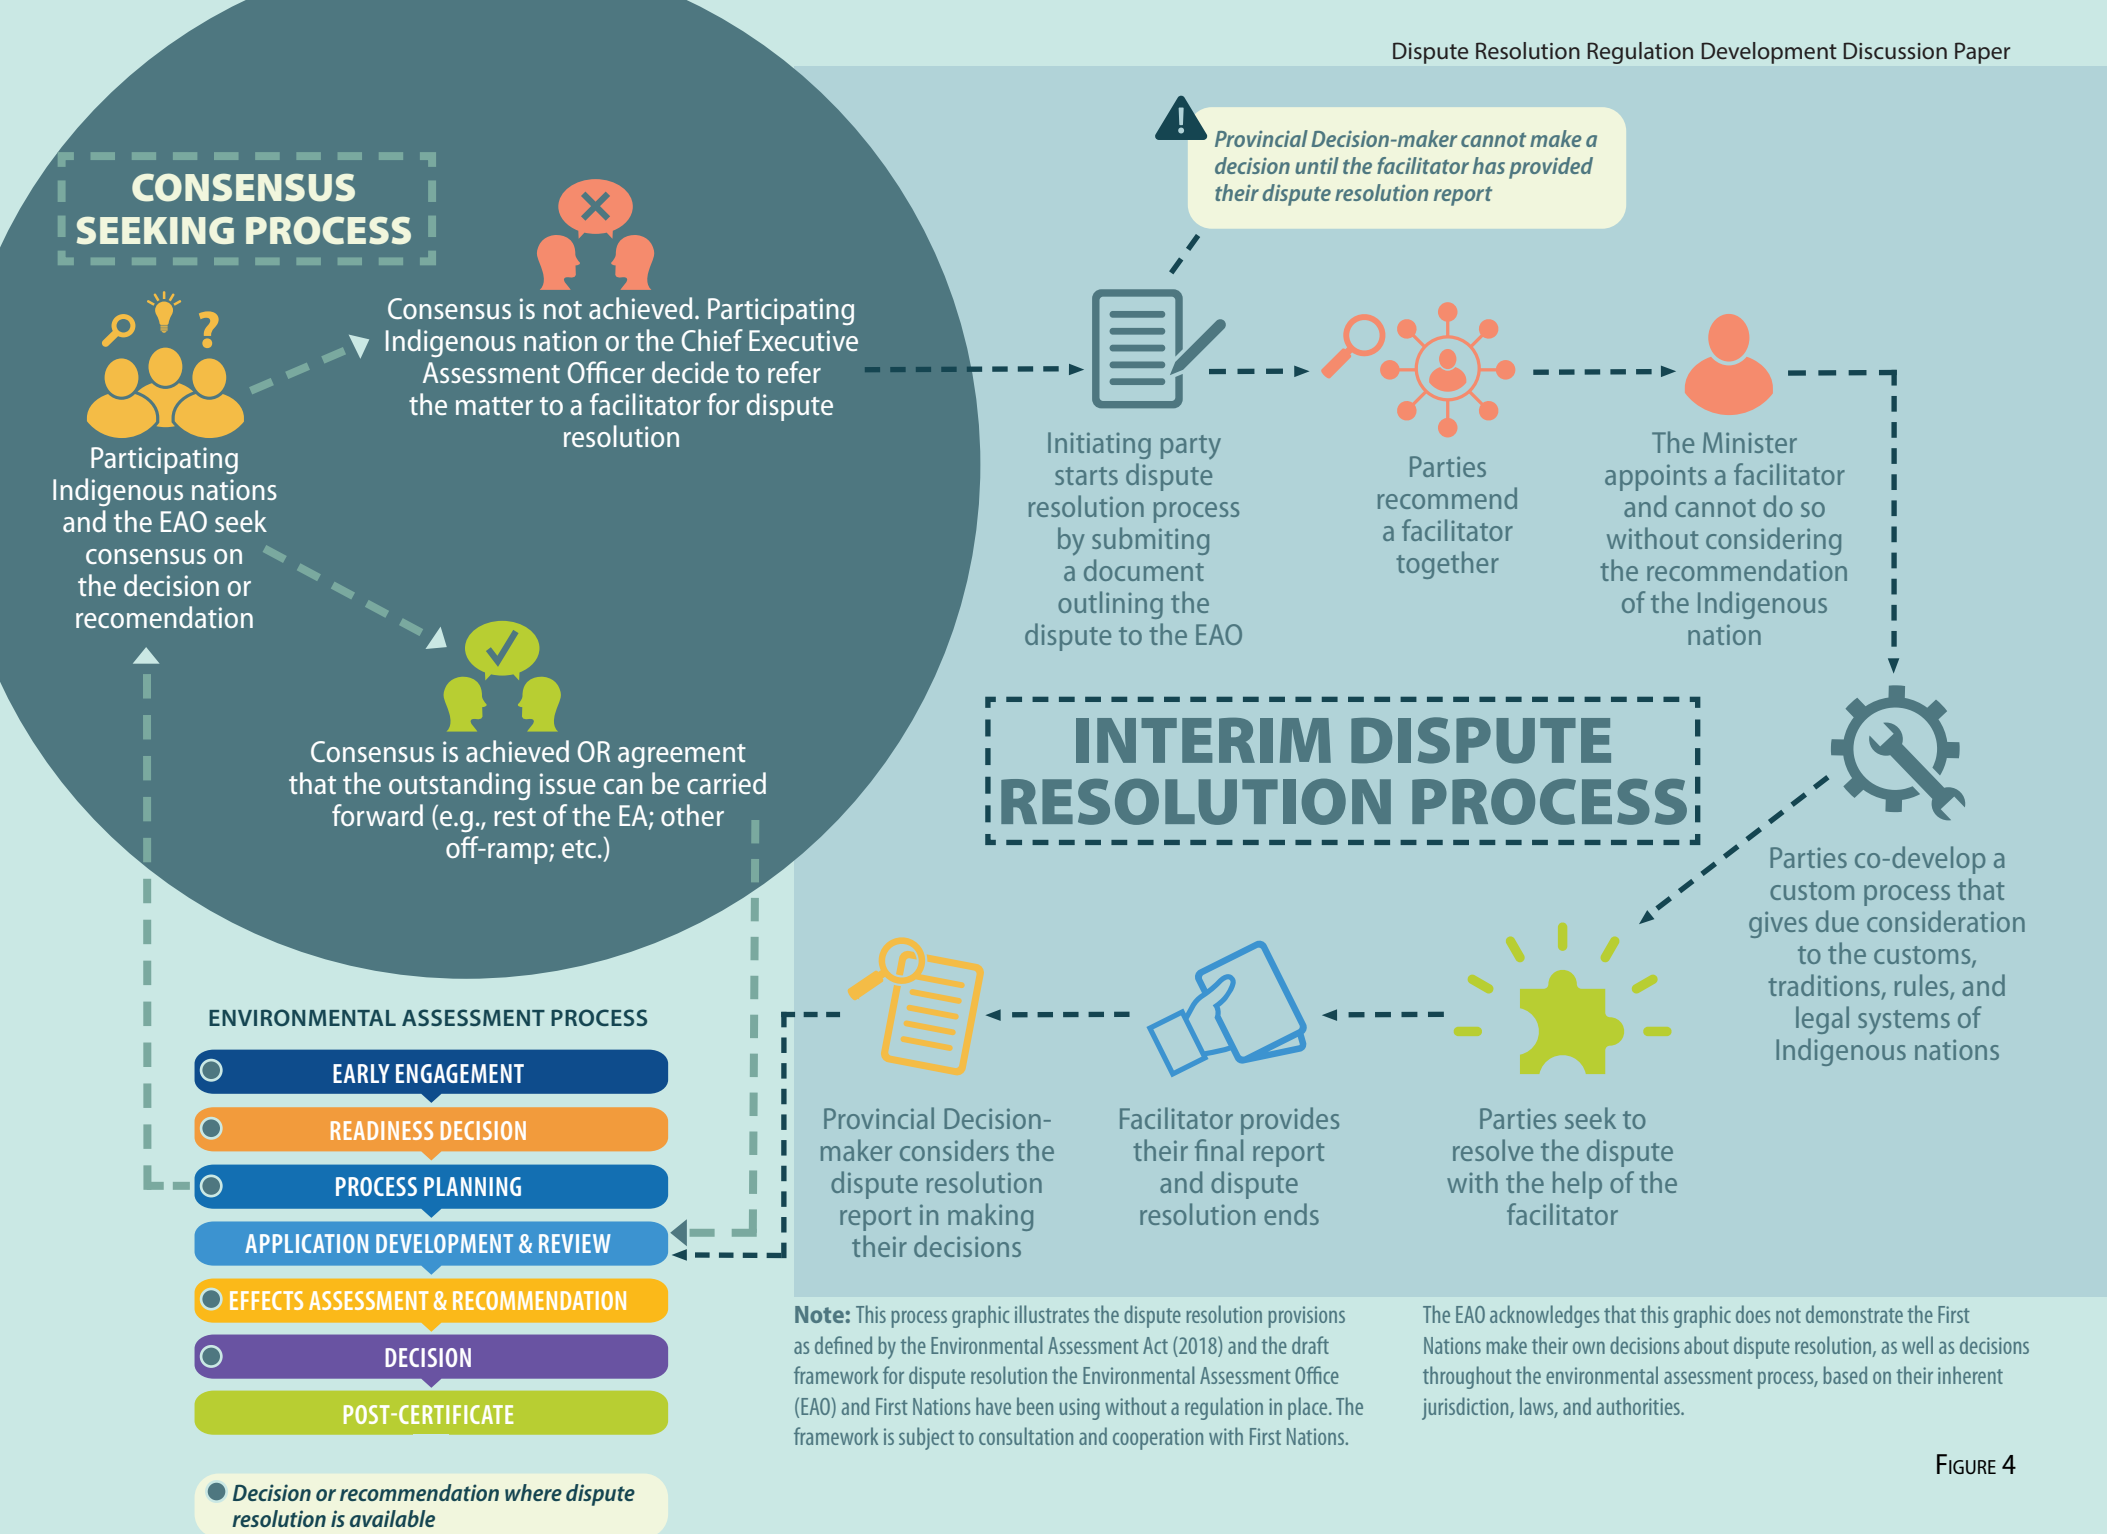 Dispute Resolution Regulation Development Discussion Paper
CONSENSUS
SEEKING PROCESS
Participating
Indigenous nations
and the EAO seek
consensus on
the decision or
recomendation
Consensus is not achieved. Participating
Indigenous nation or the Chief Executive
Assessment Officer decide to refer
the matter to a facilitator for dispute
resolution
Consensus is achieved OR agreement
that the outstanding issue can be carried
forward (e.g., rest of the EA; other
off-ramp; etc.)
!
Provincial Decision-maker cannot make a
decision until the facilitator has provided
their dispute resolution report
Initiating party
starts dispute
resolution process
by submiting
a document
outlining the
dispute to the EAO
Parties
recommend
a facilitator
together
The Minister
appoints a facilitator
and cannot do so
without considering
the recommendation
of the Indigenous
nation
INTERIM DISPUTE
RESOLUTION PROCESS
Parties co-develop a
custom process that
gives due consideration
to the customs,
traditions, rules, and
legal systems of
Indigenous nations
Parties seek to
resolve the dispute
with the help of the
facilitator
Facilitator provides
their final report
and dispute
resolution ends
Provincial Decision-
maker considers the
dispute resolution
report in making
their decisions
ENVIRONMENTAL ASSESSMENT PROCESS
EARLY ENGAGEMENT
READINESS DECISION
PROCESS PLANNING
APPLICATION DEVELOPMENT & REVIEW
EFFECTS ASSESSMENT & RECOMMENDATION
DECISION
POST-CERTIFICATE
Decision or recommendation where dispute
resolution is available
Note: This process graphic illustrates the dispute resolution provisions
as defined by the Environmental Assessment Act (2018) and the draft
framework for dispute resolution the Environmental Assessment Office
(EAO) and First Nations have been using without a regulation in place. The
framework is subject to consultation and cooperation with First Nations.
The EAO acknowledges that this graphic does not demonstrate the First
Nations make their own decisions about dispute resolution, as well as decisions
throughout the environmental assessment process, based on their inherent
jurisdiction, laws, and authorities.
FIGURE 4